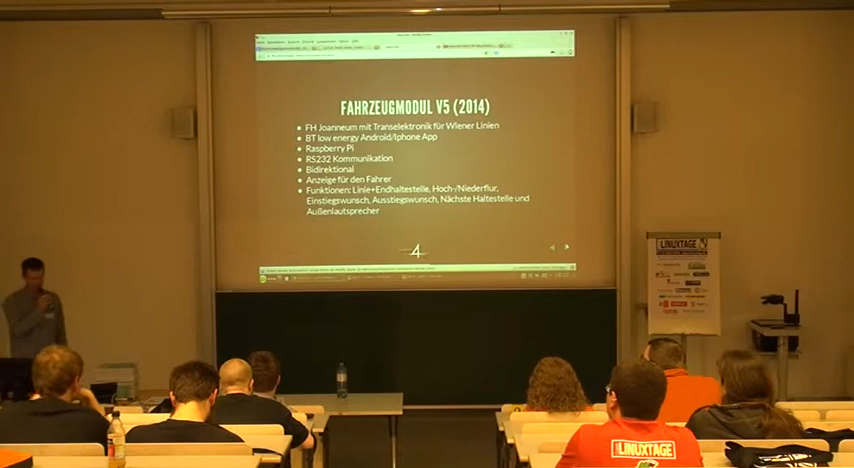 FAHRZEUGMODUL V5 (2014)
FH Joanneum mit Transelektronik für Wiener Linien
BT low energy Android/Iphone App
Raspberry Pi
RS232 Kommunikation
Bidirektional
Anzeige für den Fahrer
Funktionen: Linie+Endhaltestelle, Hoch-/Niederflur,
Einstiegswunsch, Ausstiegswunsch, Nächste Haltestelle und
Außenlautsprecher
4
LINUXTAGE
LINUXTAGE